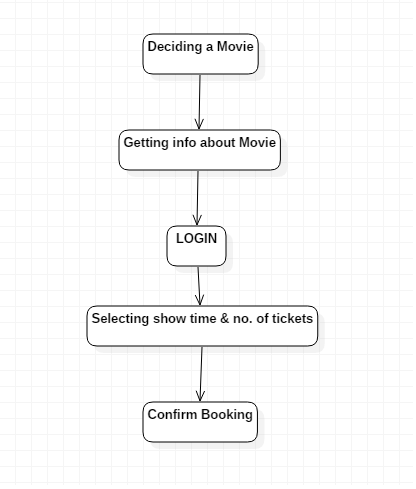 Deciding a Movie
Getting info about Movie
LOGIN
Selecting show time & no. of tickets
Confirm Booking